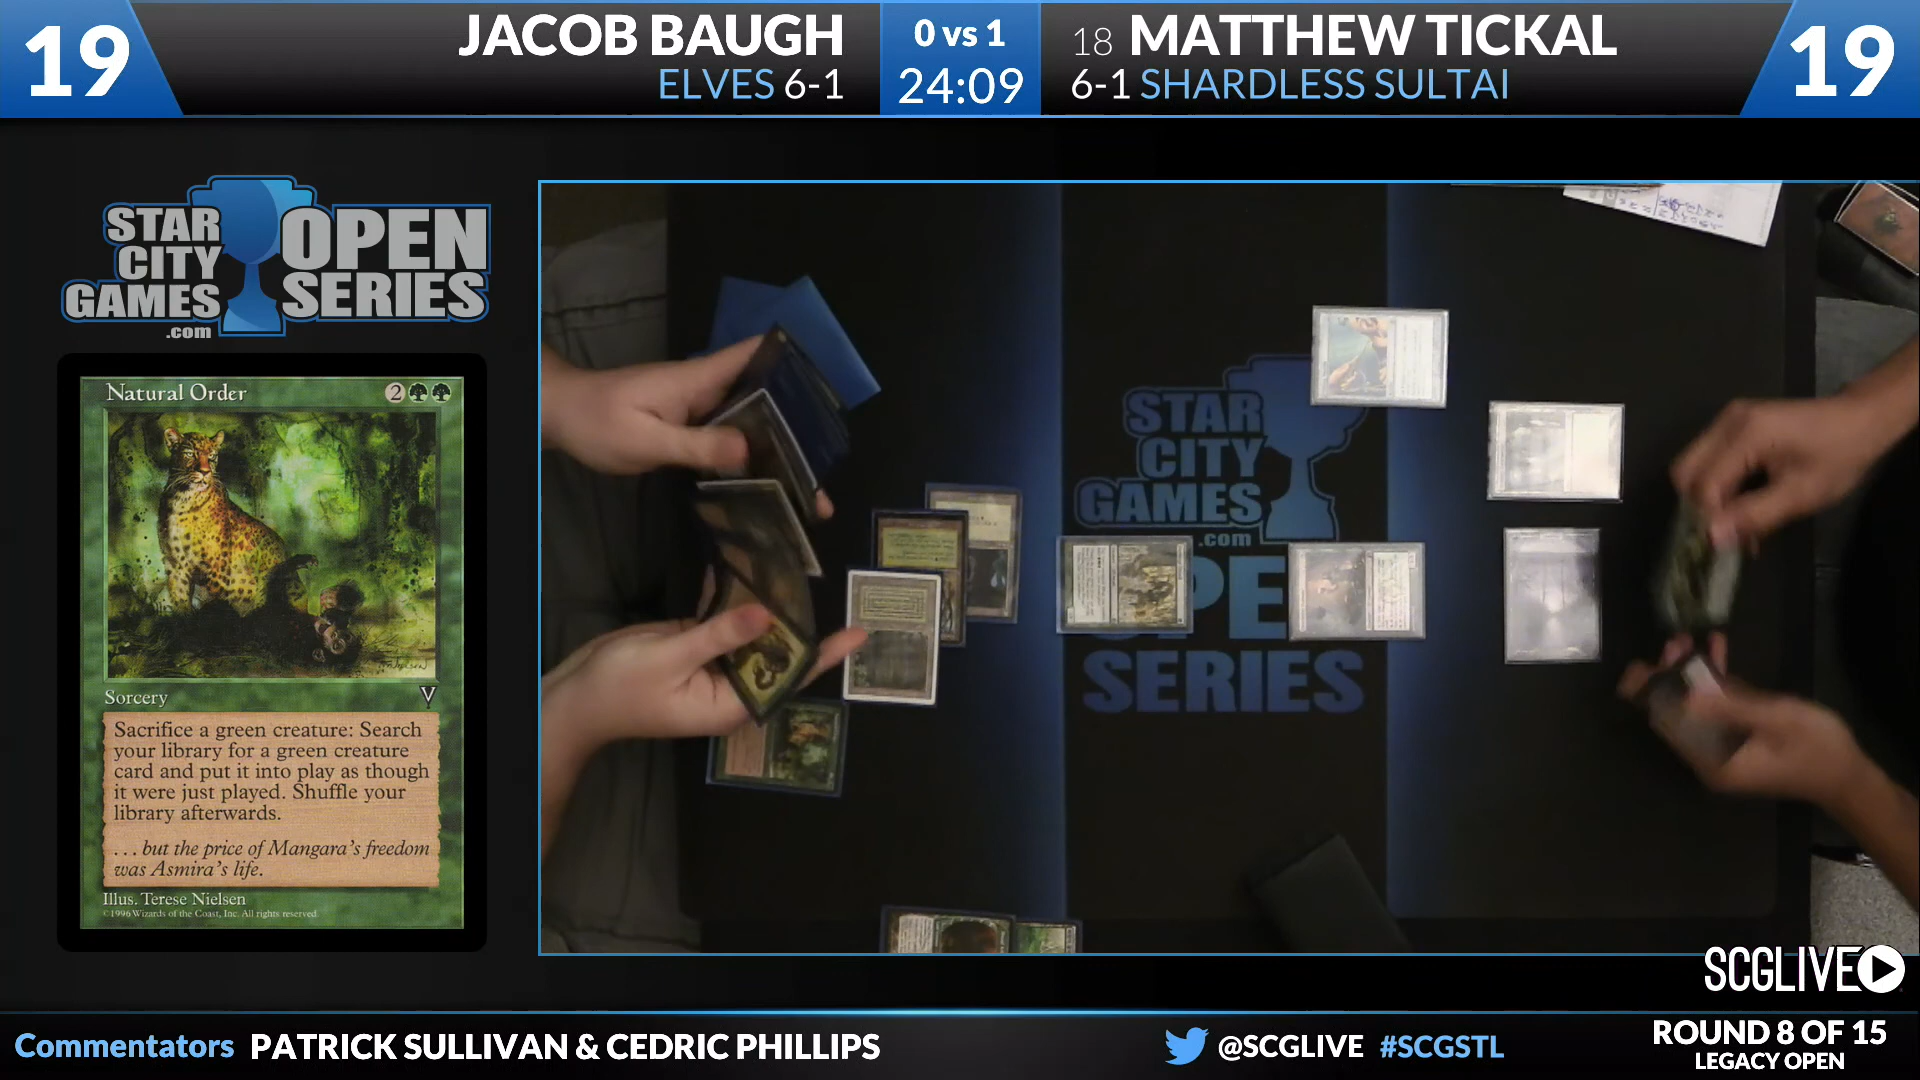 19
JACOB BAUGH
ELVES 6-1
0 vs 1
24:09
18 MATTHEW TICKAL
6-1 SHARDLESS SULTAI
19
STAR
CITY
GAMES
.com
OPEN
SERIES
Natural Order 2
Sorcery
V
Sacrifice a green creature: Search
your library for a green creature
card and put it into play as though
it were just played. Shuffle your
library afterwards.
. . . but the price of Mangara's freedom
was Asmira's life.
Illus. Terese Nielsen
©1996 Wizards of the Coast, Inc. All rights reserved.
STAR
CITY
GAMES
.com
OPE
SERIES
SCGLIVE
Commentators PATRICK SULLIVAN & CEDRIC PHILLIPS
@SCGLIVE #SCGSTL
ROUND 8 OF 15
LEGACY OPEN